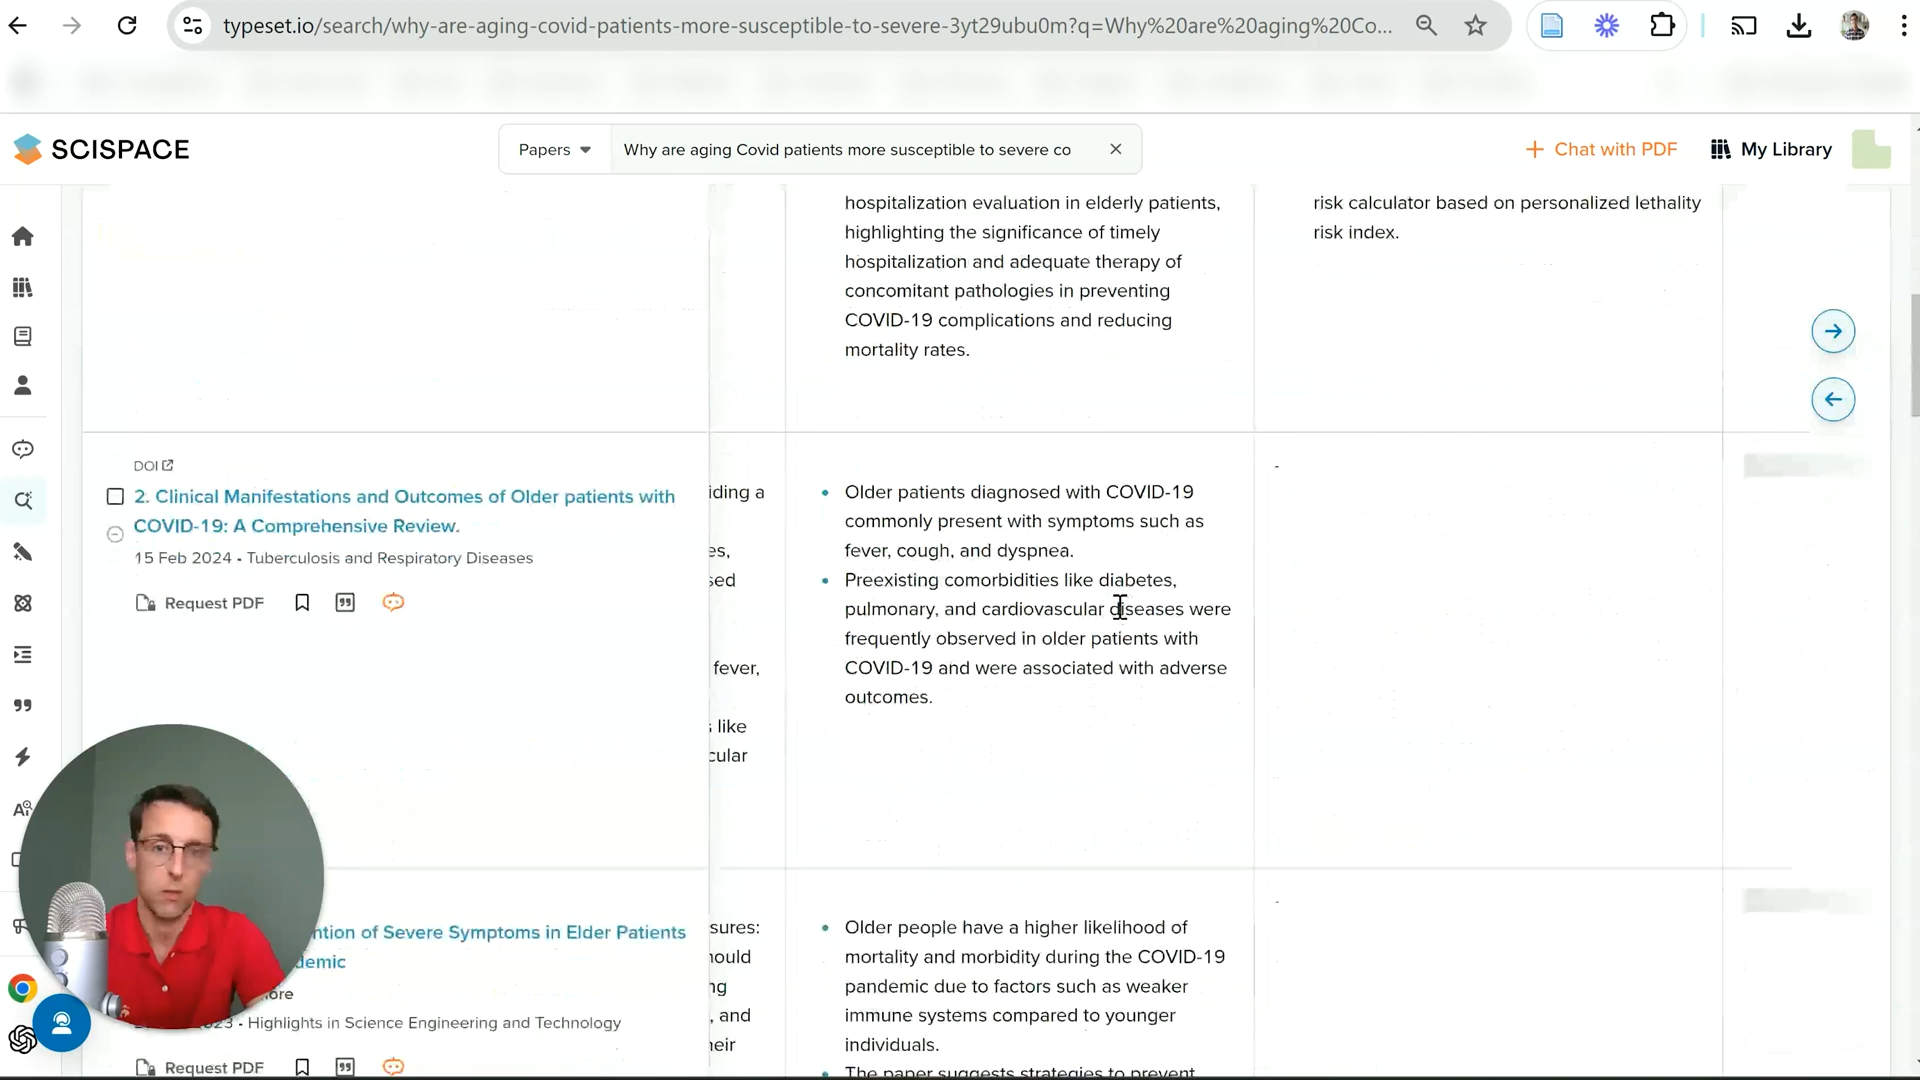 typeset.io/search/why-are-aging-covid-patients-more-susceptible-to-severe-3yt29ubu0m?q=Why%20are%20aging%20Co...
SCISPACE
Papers
Why are aging Covid patients more susceptible to severe co
Chat with PDF
My Library
hospitalization evaluation in elderly patients,
highlighting the significance of timely
hospitalization and adequate therapy of
concomitant pathologies in preventing
COVID-19 complications and reducing
mortality rates.
risk calculator based on personalized lethality
risk index.
DOI
2. Clinical Manifestations and Outcomes of Older patients with
COVID-19: A Comprehensive Review.
15 Feb 2024 - Tuberculosis and Respiratory Diseases
Request PDF
iding a
es,
sed
fever,
s like
cular
• Older patients diagnosed with COVID-19
commonly present with symptoms such as
fever, cough, and dyspnea.
• Preexisting comorbidities like diabetes,
pulmonary, and cardiovascular diseases were
frequently observed in older patients with
COVID-19 and were associated with adverse
outcomes.
-
ntion of Severe Symptoms in Elder Patients
demic
ore
23 - Highlights in Science Engineering and Technology
Request PDF
sures:
ould
ng
, and
heir
• Older people have a higher likelihood of
mortality and morbidity during the COVID-19
pandemic due to factors such as weaker
immune systems compared to younger
individuals.
• The paper suggests strategies to prevent
-